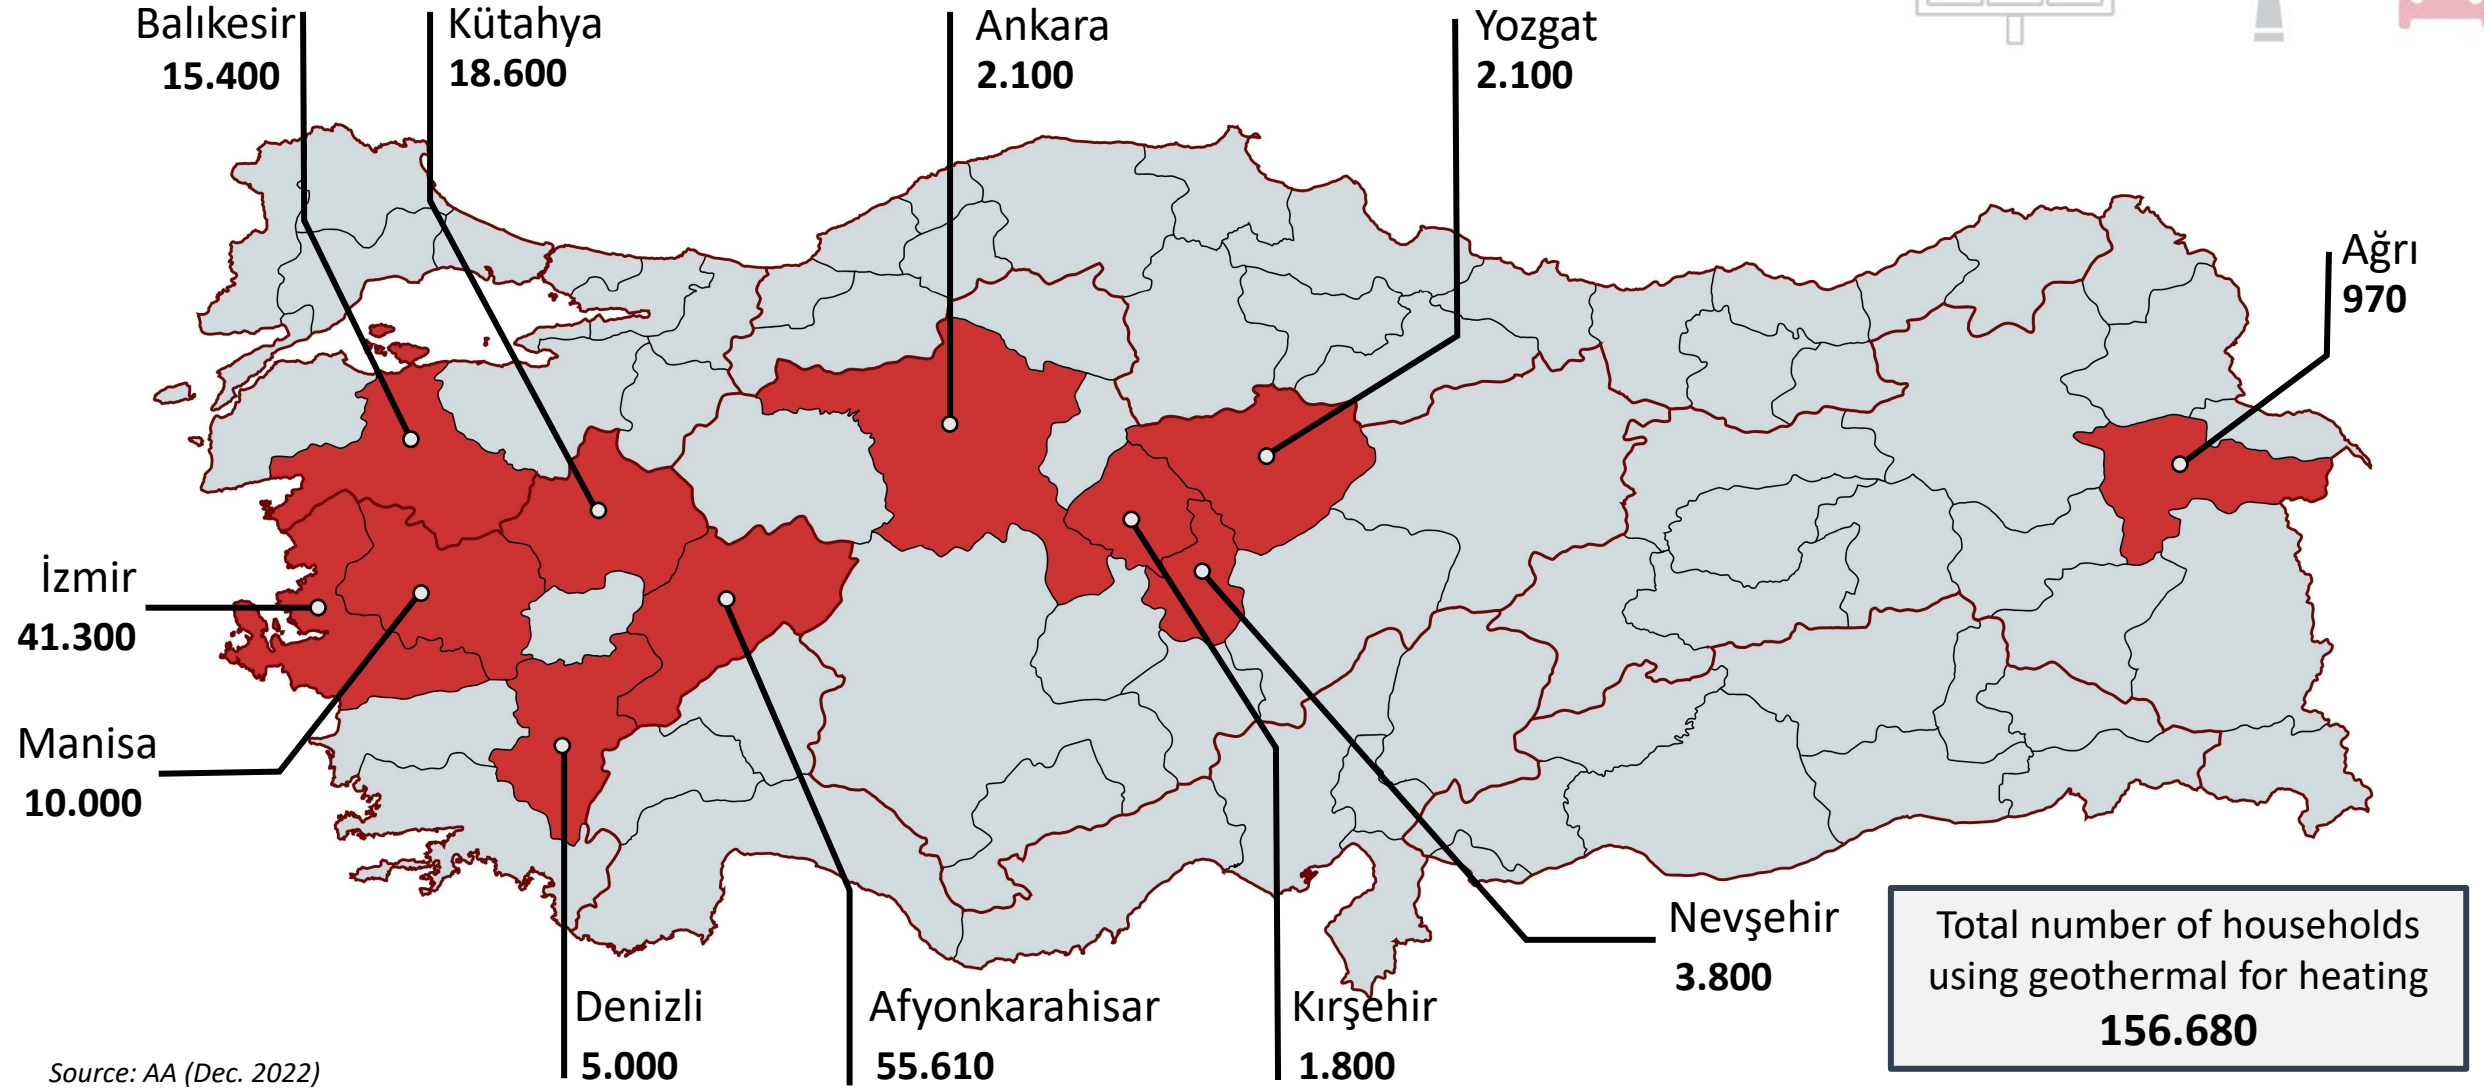 Balıkesir
15.400
Kütahya
18.600
Ankara
2.100
Yozgat
2.100
Ağrı
970
İzmir
41.300
Manisa
10.000
Denizli
5.000
Afyonkarahisar
55.610
Kırşehir
1.800
Nevşehir
3.800
Total number of households
using geothermal for heating
156.680
Source: AA (Dec. 2022)